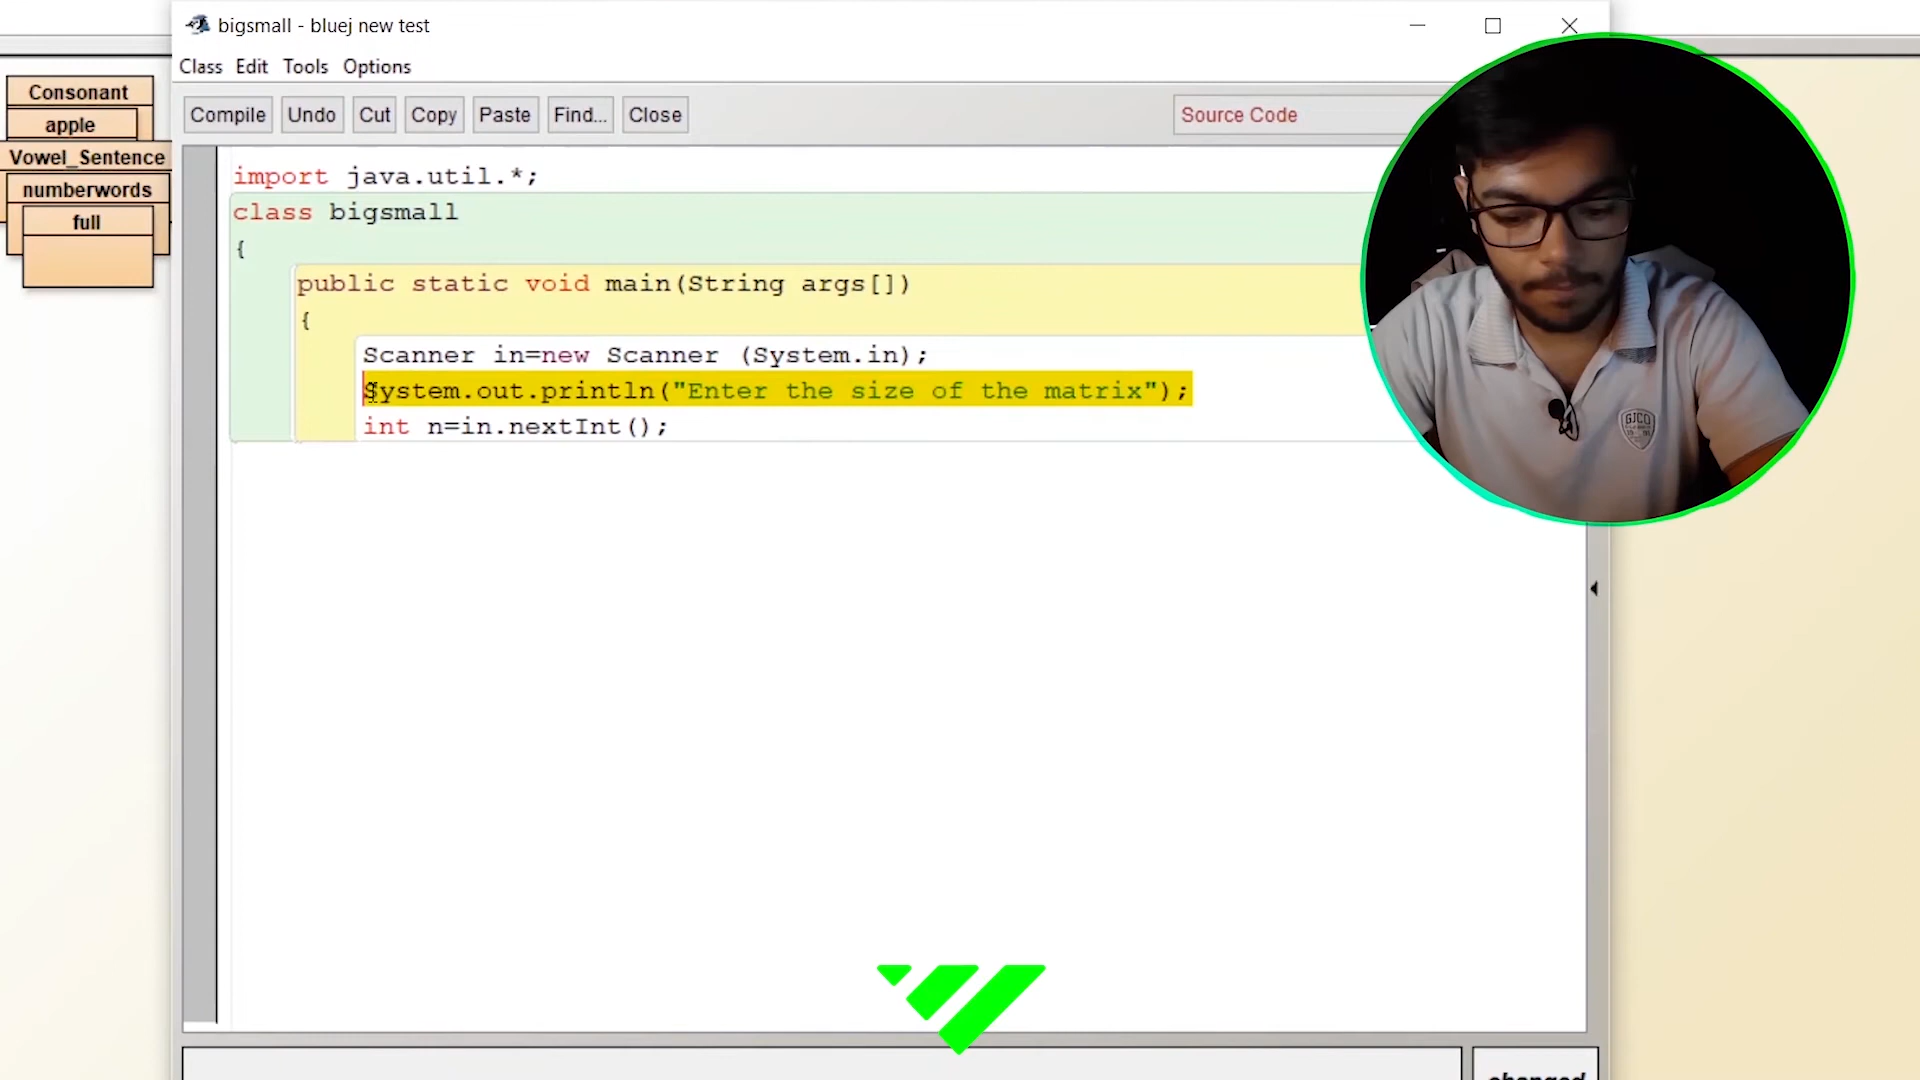 bigsmall - bluej new test
Class Edit Tools Options
Compile Undo Cut Copy Paste Find... Close
Source Code
Consonant
apple
Vowel_Sentence
numberwords
full
import java.util.*;
class bigsmall
{
public static void main(String args[])
{
Scanner in=new Scanner (System.in);
System.out.println("Enter the size of the matrix");
int n=in.nextInt();
GJCO
changed